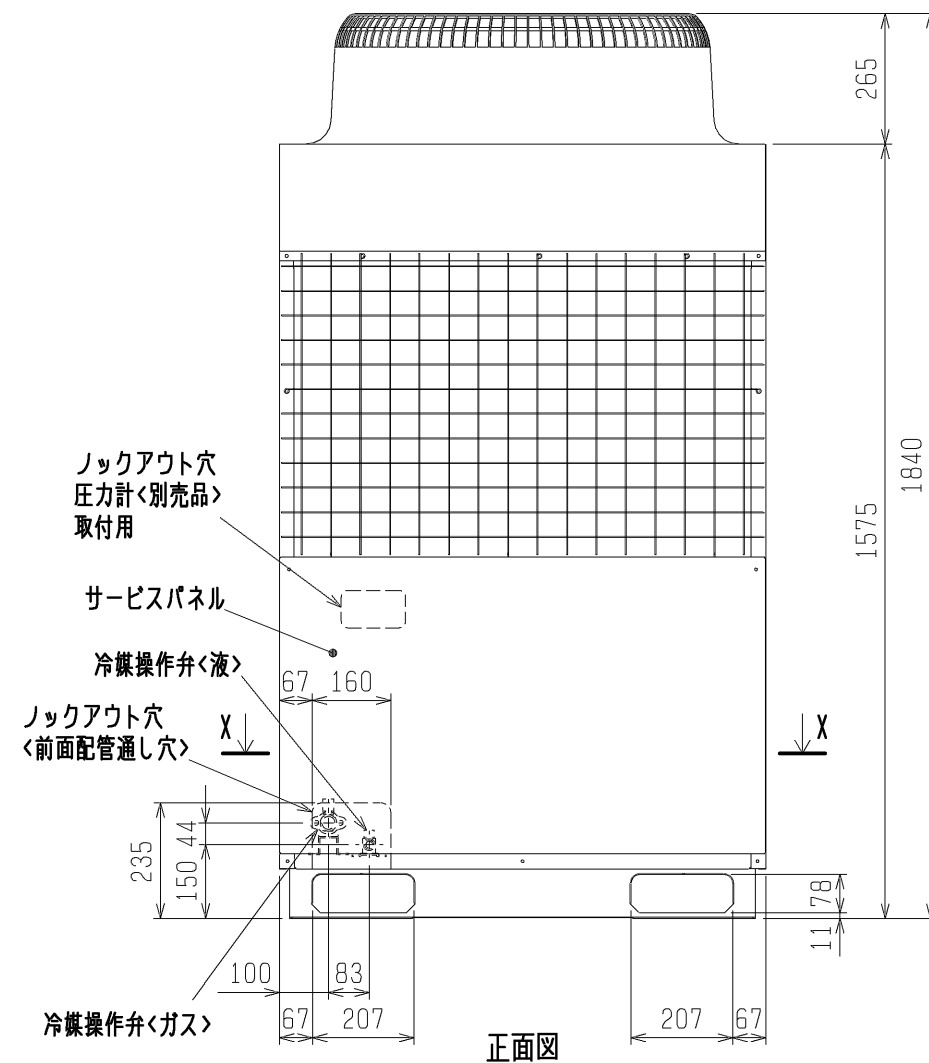 265
1840
1575
ノックアウト穴
圧力計<別売品>
取付用
サービスパネル
冷媒操作弁<液>
67
160
ノックアウト穴
<前面配管通し穴>
X
X
235
44
150
78
11
100
83
冷媒操作弁<ガス>
67
207
207
67
正面図